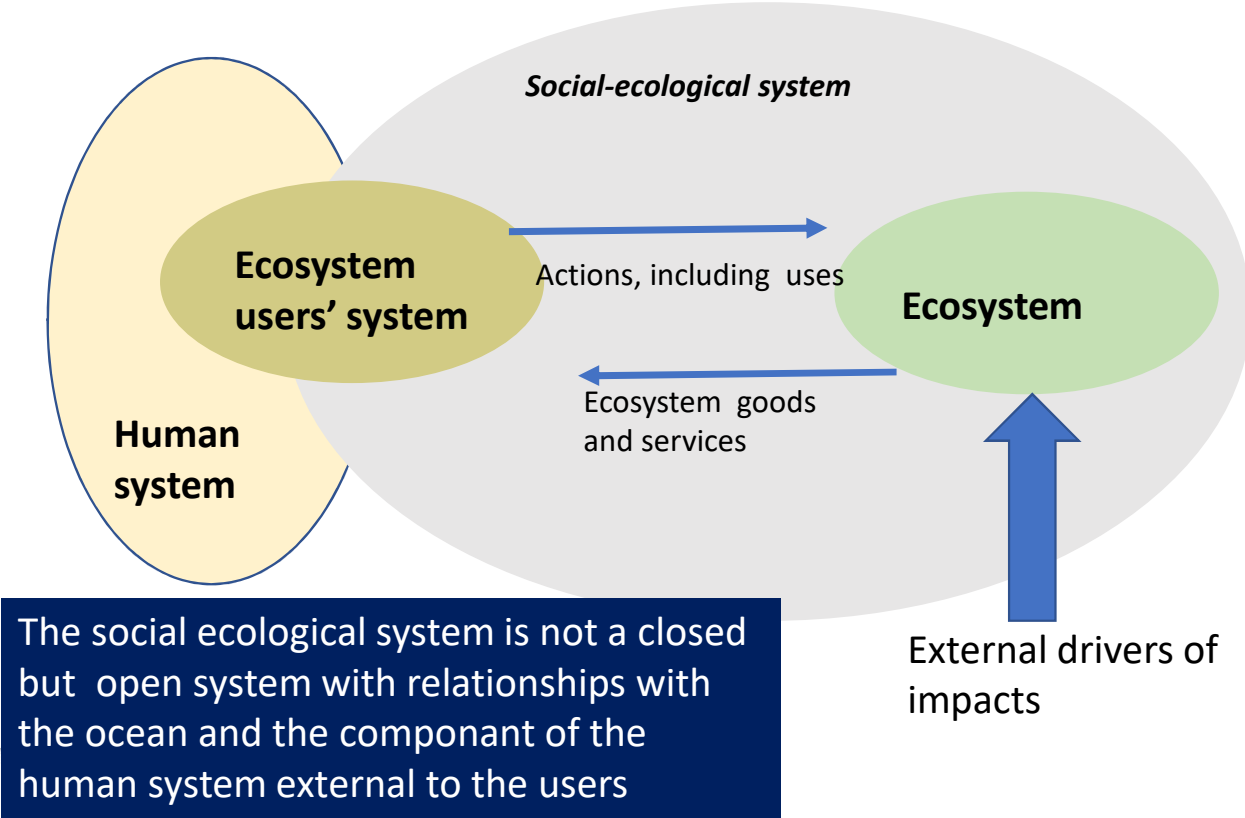 Social-ecological system
Ecosystem
users’ system
Actions, including  uses
Ecosystem
Ecosystem  goods
and services
Human
system
The social ecological system is not a closed
but  open system with relationships with
the ocean and the componant of the
human system external to the users
External drivers of
impacts